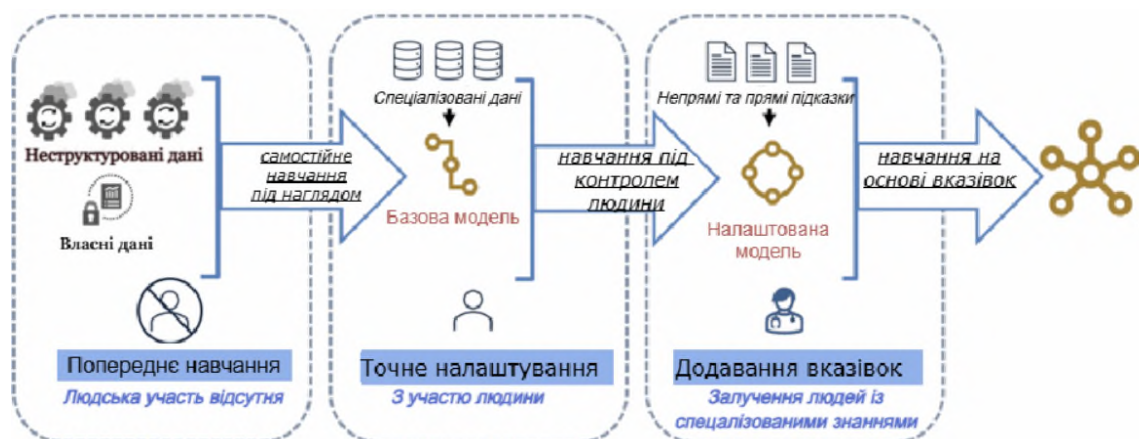 Неструктуровані дані
Власні дані
самостійне
навчання
під наглядом
Попереднє навчання
Людська участь відсутня
Спеціалізовані дані
Базова модель
навчання під
контролем
людини
Точне налаштування
З участю людини
Непрямі та прямі підказки
Налаштована
модель
навчання на
основі вказівок
Додавання вказівок
Залучення людей із
спецалізованими знаннями